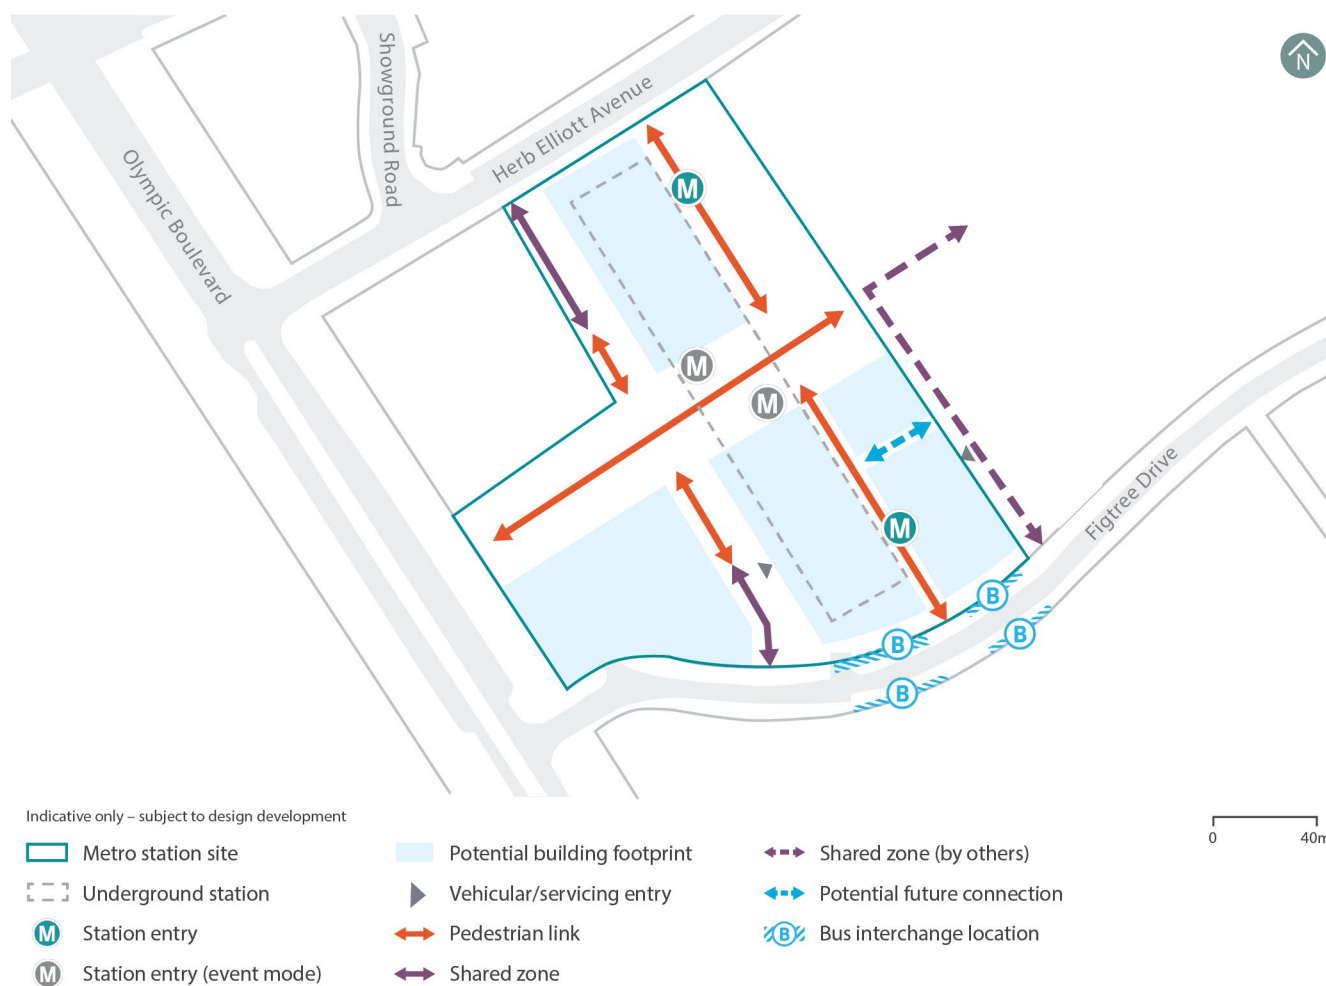 N
Showground Road
Herb Elliott Avenue
Olympic Boulevard
M
M
M
M
Figtree Drive
B
B
B
B
Indicative only – subject to design development
0 40m
Metro station site
Potential building footprint
Shared zone (by others)
Underground station
Vehicular/servicing entry
Potential future connection
M Station entry
Pedestrian link
B Bus interchange location
M Station entry (event mode)
Shared zone